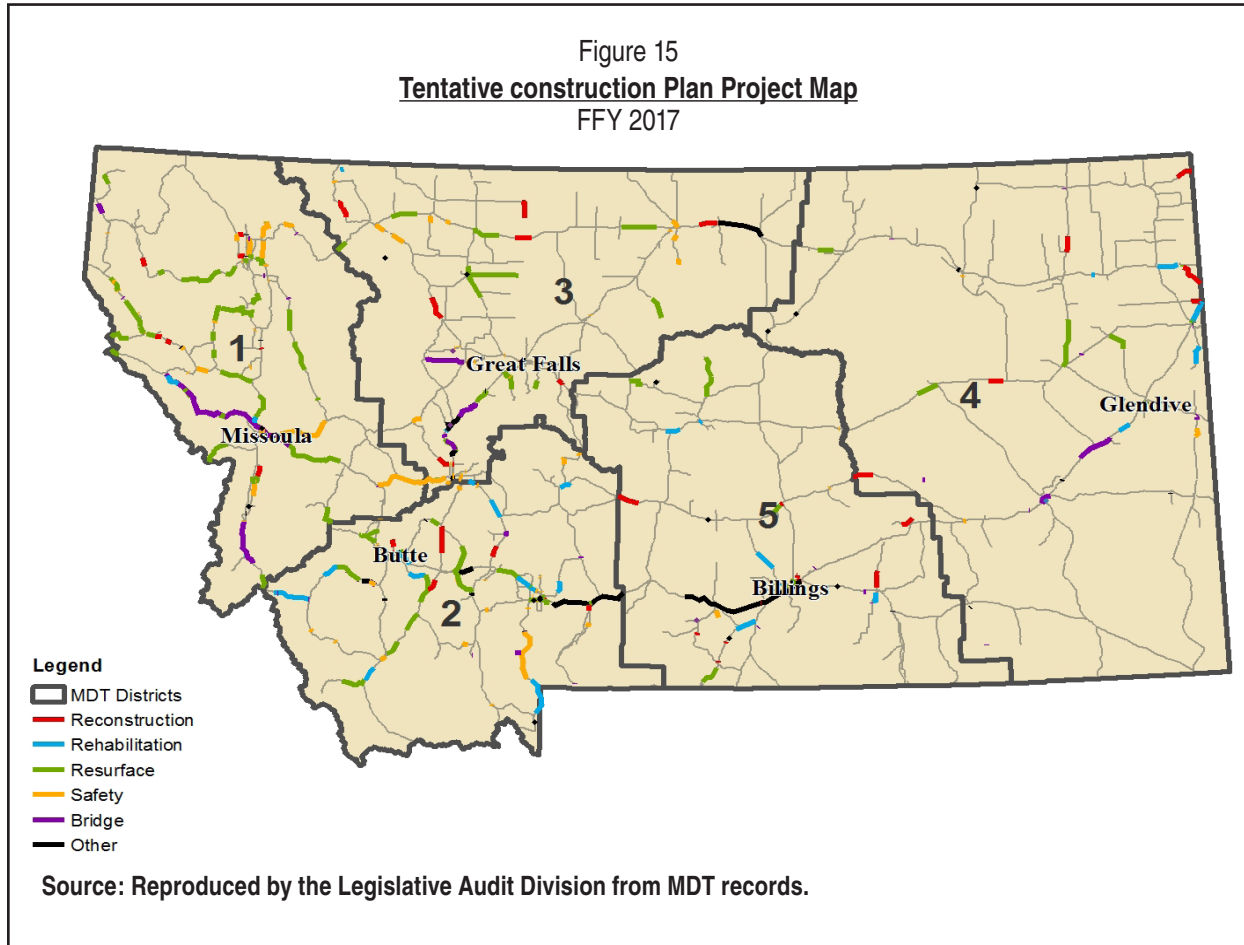 Figure 15
Tentative construction Plan Project Map
FFY 2017
1
3
Great Falls
4
Glendive
Missoula
5
Butte
Billings
2
Legend
MDT Districts
Reconstruction
Rehabilitation
Resurface
Safety
Bridge
Other
Source: Reproduced by the Legislative Audit Division from MDT records.